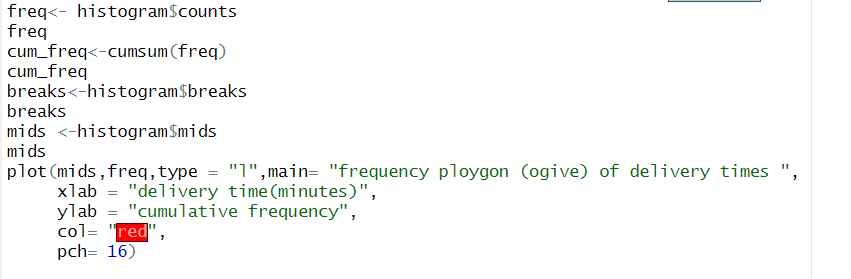 freq<- histogram$counts
freq
cum_freq<-cumsum(freq)
cum_freq
breaks<-histogram$breaks
breaks
mids <-histogram$mids
mids
plot(mids,freq,type = "l",main= "frequency ploygon (ogive) of delivery times ",
     xlab = "delivery time(minutes)",
     ylab = "cumulative frequency",
     col= "red",
     pch= 16)